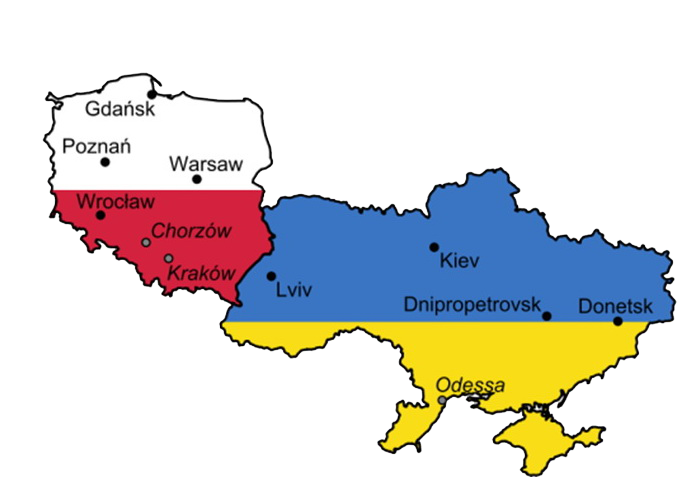 Gdańsk
Poznań
Warsaw
Wrocław
Chorzów
Kraków
Kiev
Lviv
Dnipropetrovsk
Donetsk
Odessa